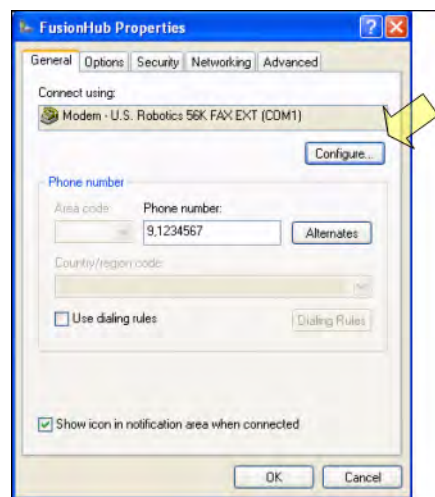 FusionHub Properties
General Options Security Networking Advanced
Connect using:
Modem - U.S. Robotics 56K FAX EXT (COM1)
Configure...
Phone number
Area code: Phone number:
9,1234567 Alternates
Country/region code:
Use dialing rules Dialing Rules
Show icon in notification area when connected
OK Cancel